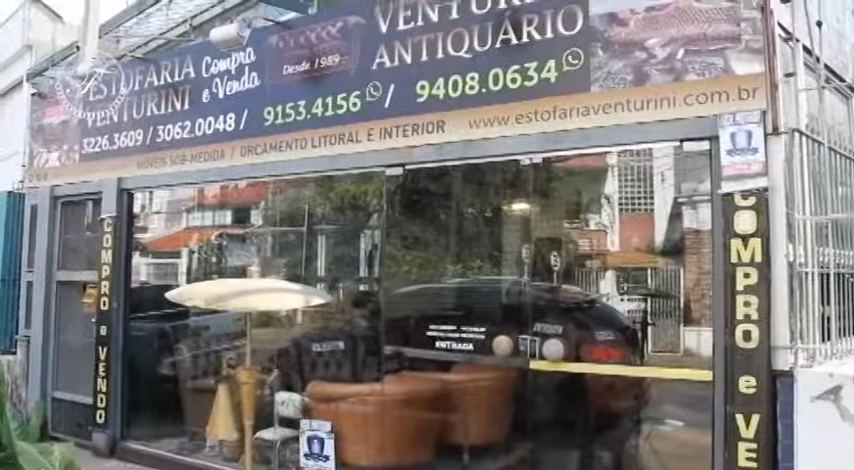 ESTOFARIA
VENTURINI
Compra
e Venda
Desde 1989
VENTURINI
ANTIQUÁRIO
3226.3609 / 3062.0048 / 9153.4156 / 9408.0634
MÓVEIS SOB-MEDIDA / ORÇAMENTO LITORAL E INTERIOR
www.estofariaventurini.com.br
COMPRO
e
VENDO
ENTRADA
COMPRO
e VE